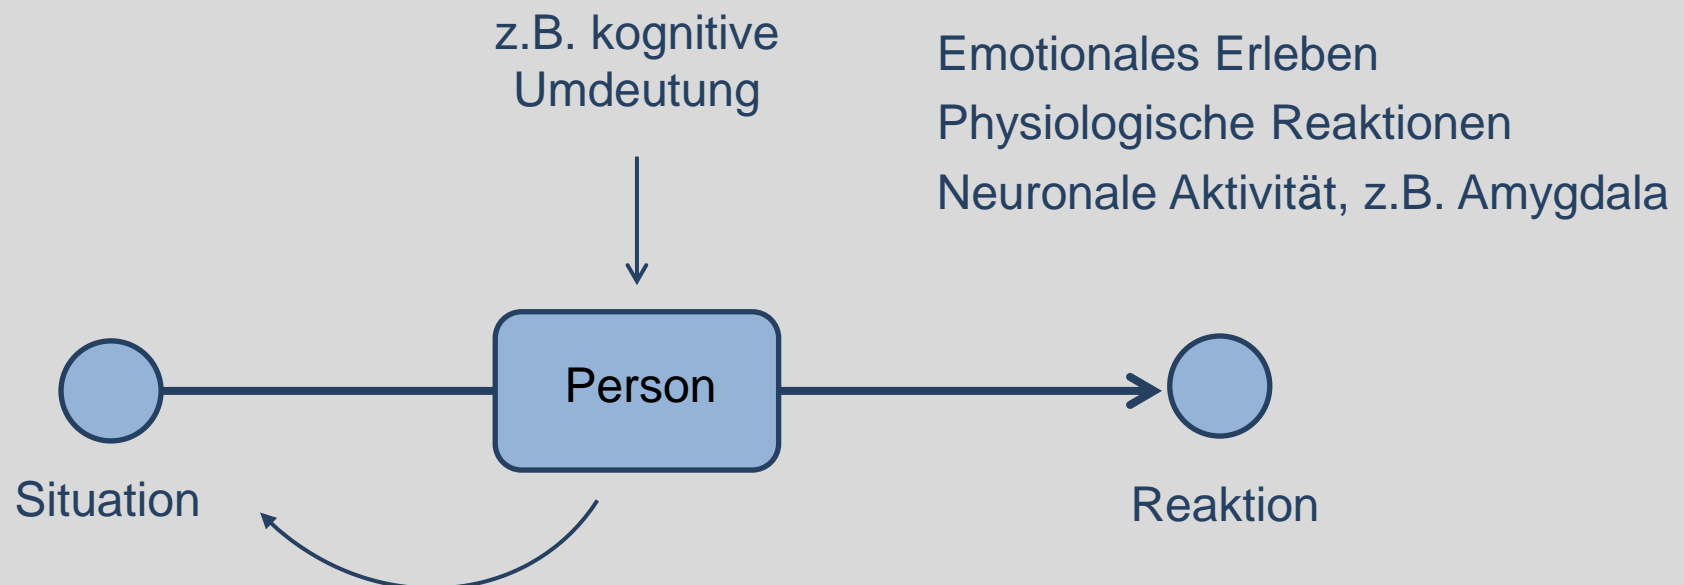 z.B. kognitive
Umdeutung
Emotionales Erleben
Physiologische Reaktionen
Neuronale Aktivität, z.B. Amygdala
Person
Situation
Reaktion